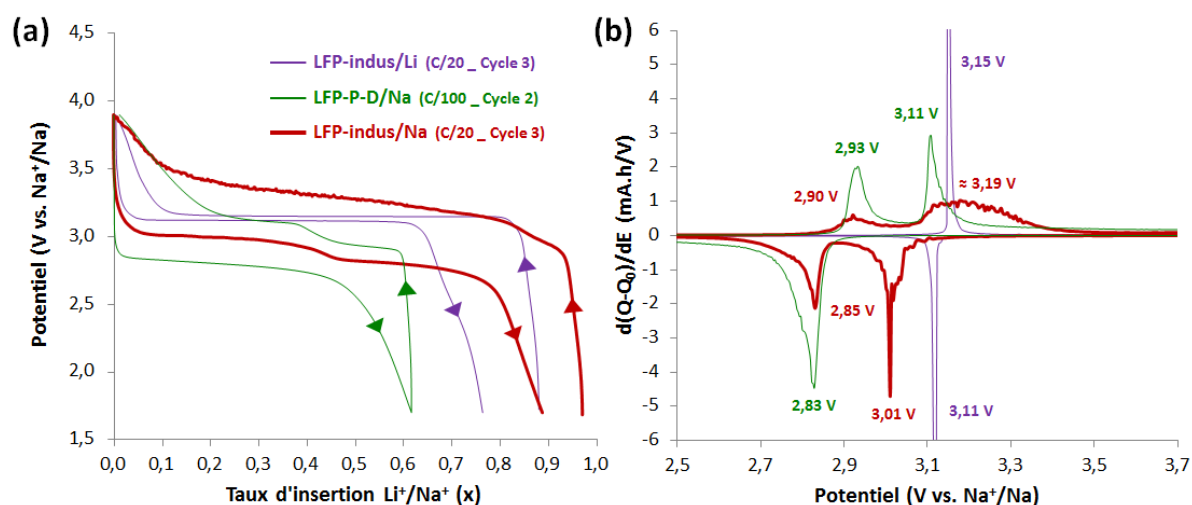 (a)
4,5
4,0
3,5
3,0
2,5
2,0
1,5
Potentiel (V vs. Na⁺/Na)
LFP-indus/Li (C/20 _ Cycle 3)
LFP-P-D/Na (C/100 _ Cycle 2)
LFP-indus/Na (C/20 _ Cycle 3)
0,0 0,1 0,2 0,3 0,4 0,5 0,6 0,7 0,8 0,9 1,0
Taux d'insertion Li⁺/Na⁺ (x)
(b)
6
5
4
3
2
1
0
-1
-2
-3
-4
-5
-6
d(Q-Q₀)/dE (mA.h/V)
3,15 V
3,11 V
2,93 V
2,90 V
≈ 3,19 V
2,85 V
2,83 V
3,01 V
3,11 V
2,5 2,7 2,9 3,1 3,3 3,5 3,7
Potentiel (V vs. Na⁺/Na)